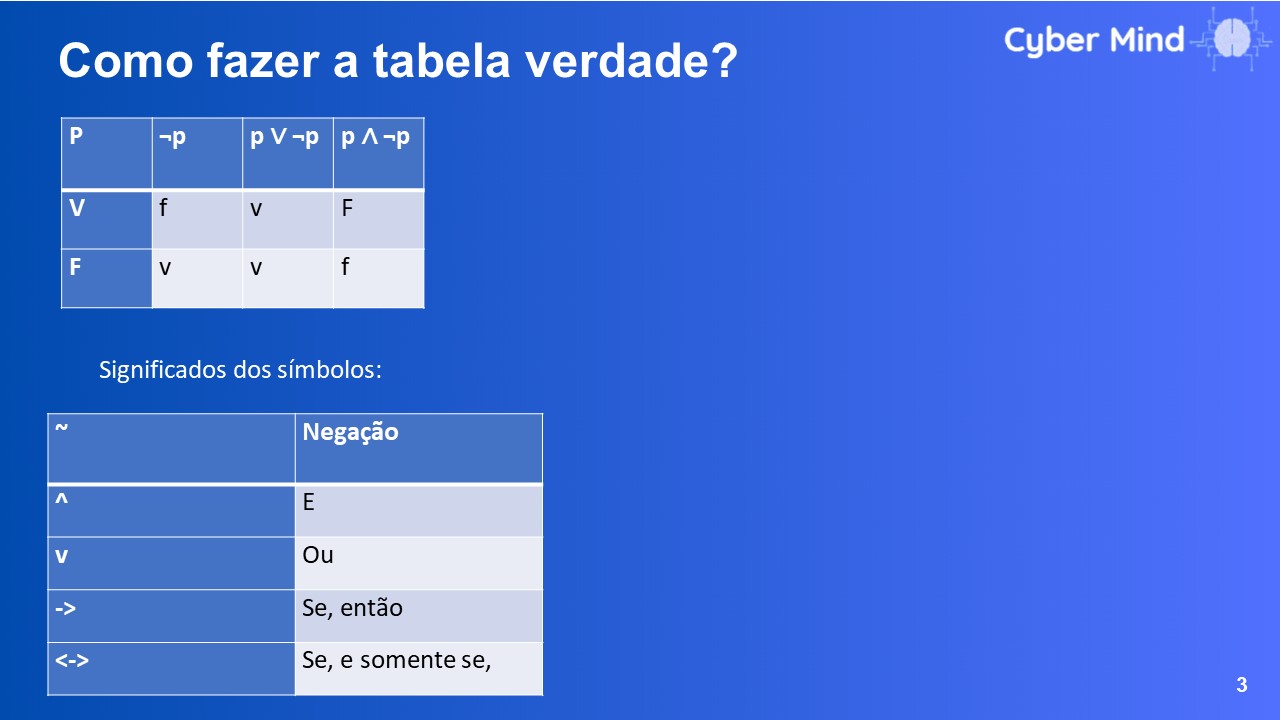 Como fazer a tabela verdade?
Cyber Mind
P ¬p p ∨ ¬p p ∧ ¬p
V f v F
F v v f
Significados dos símbolos:
~ Negação
^ E
v Ou
-> Se, então
<-> Se, e somente se,
3